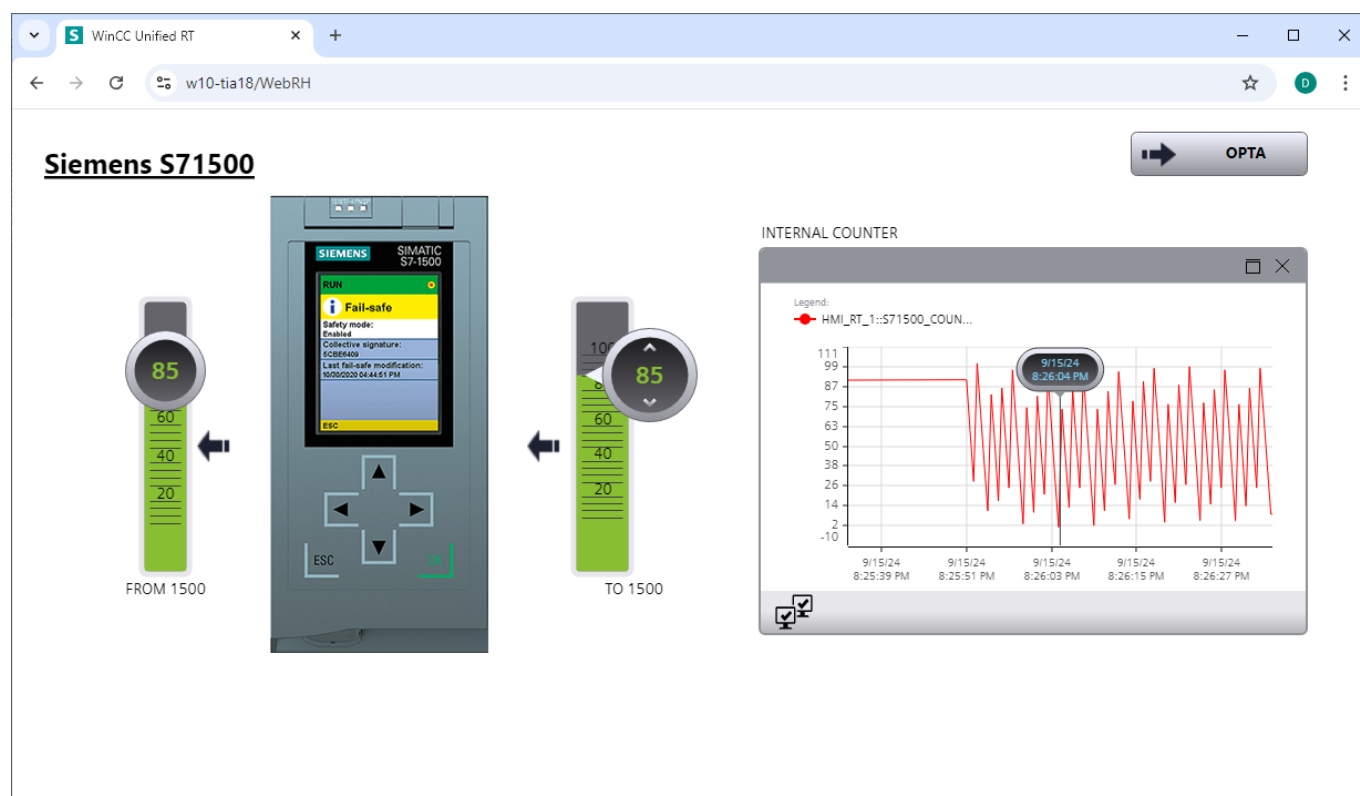 WinCC Unified RT
w10-tia18/WebRH
D
Siemens S71500
OPTA
SIEMENS
SIMATIC
S7-1500
RUN
Fail-safe
Safety mode:
Enabled
Collective signature:
5CBE6409
Last fail-safe modification:
10/20/2020 04:44:51 PM
ESC
ESC
OK
85
60
40
20
FROM 1500
85
60
40
20
TO 1500
INTERNAL COUNTER
Legend:
HMI_RT_1::S71500_COUN...
111
99
87
75
63
50
38
26
14
2
-10
9/15/24
8:26:04 PM
9/15/24
8:25:39 PM
9/15/24
8:25:51 PM
9/15/24
8:26:03 PM
9/15/24
8:26:15 PM
9/15/24
8:26:27 PM